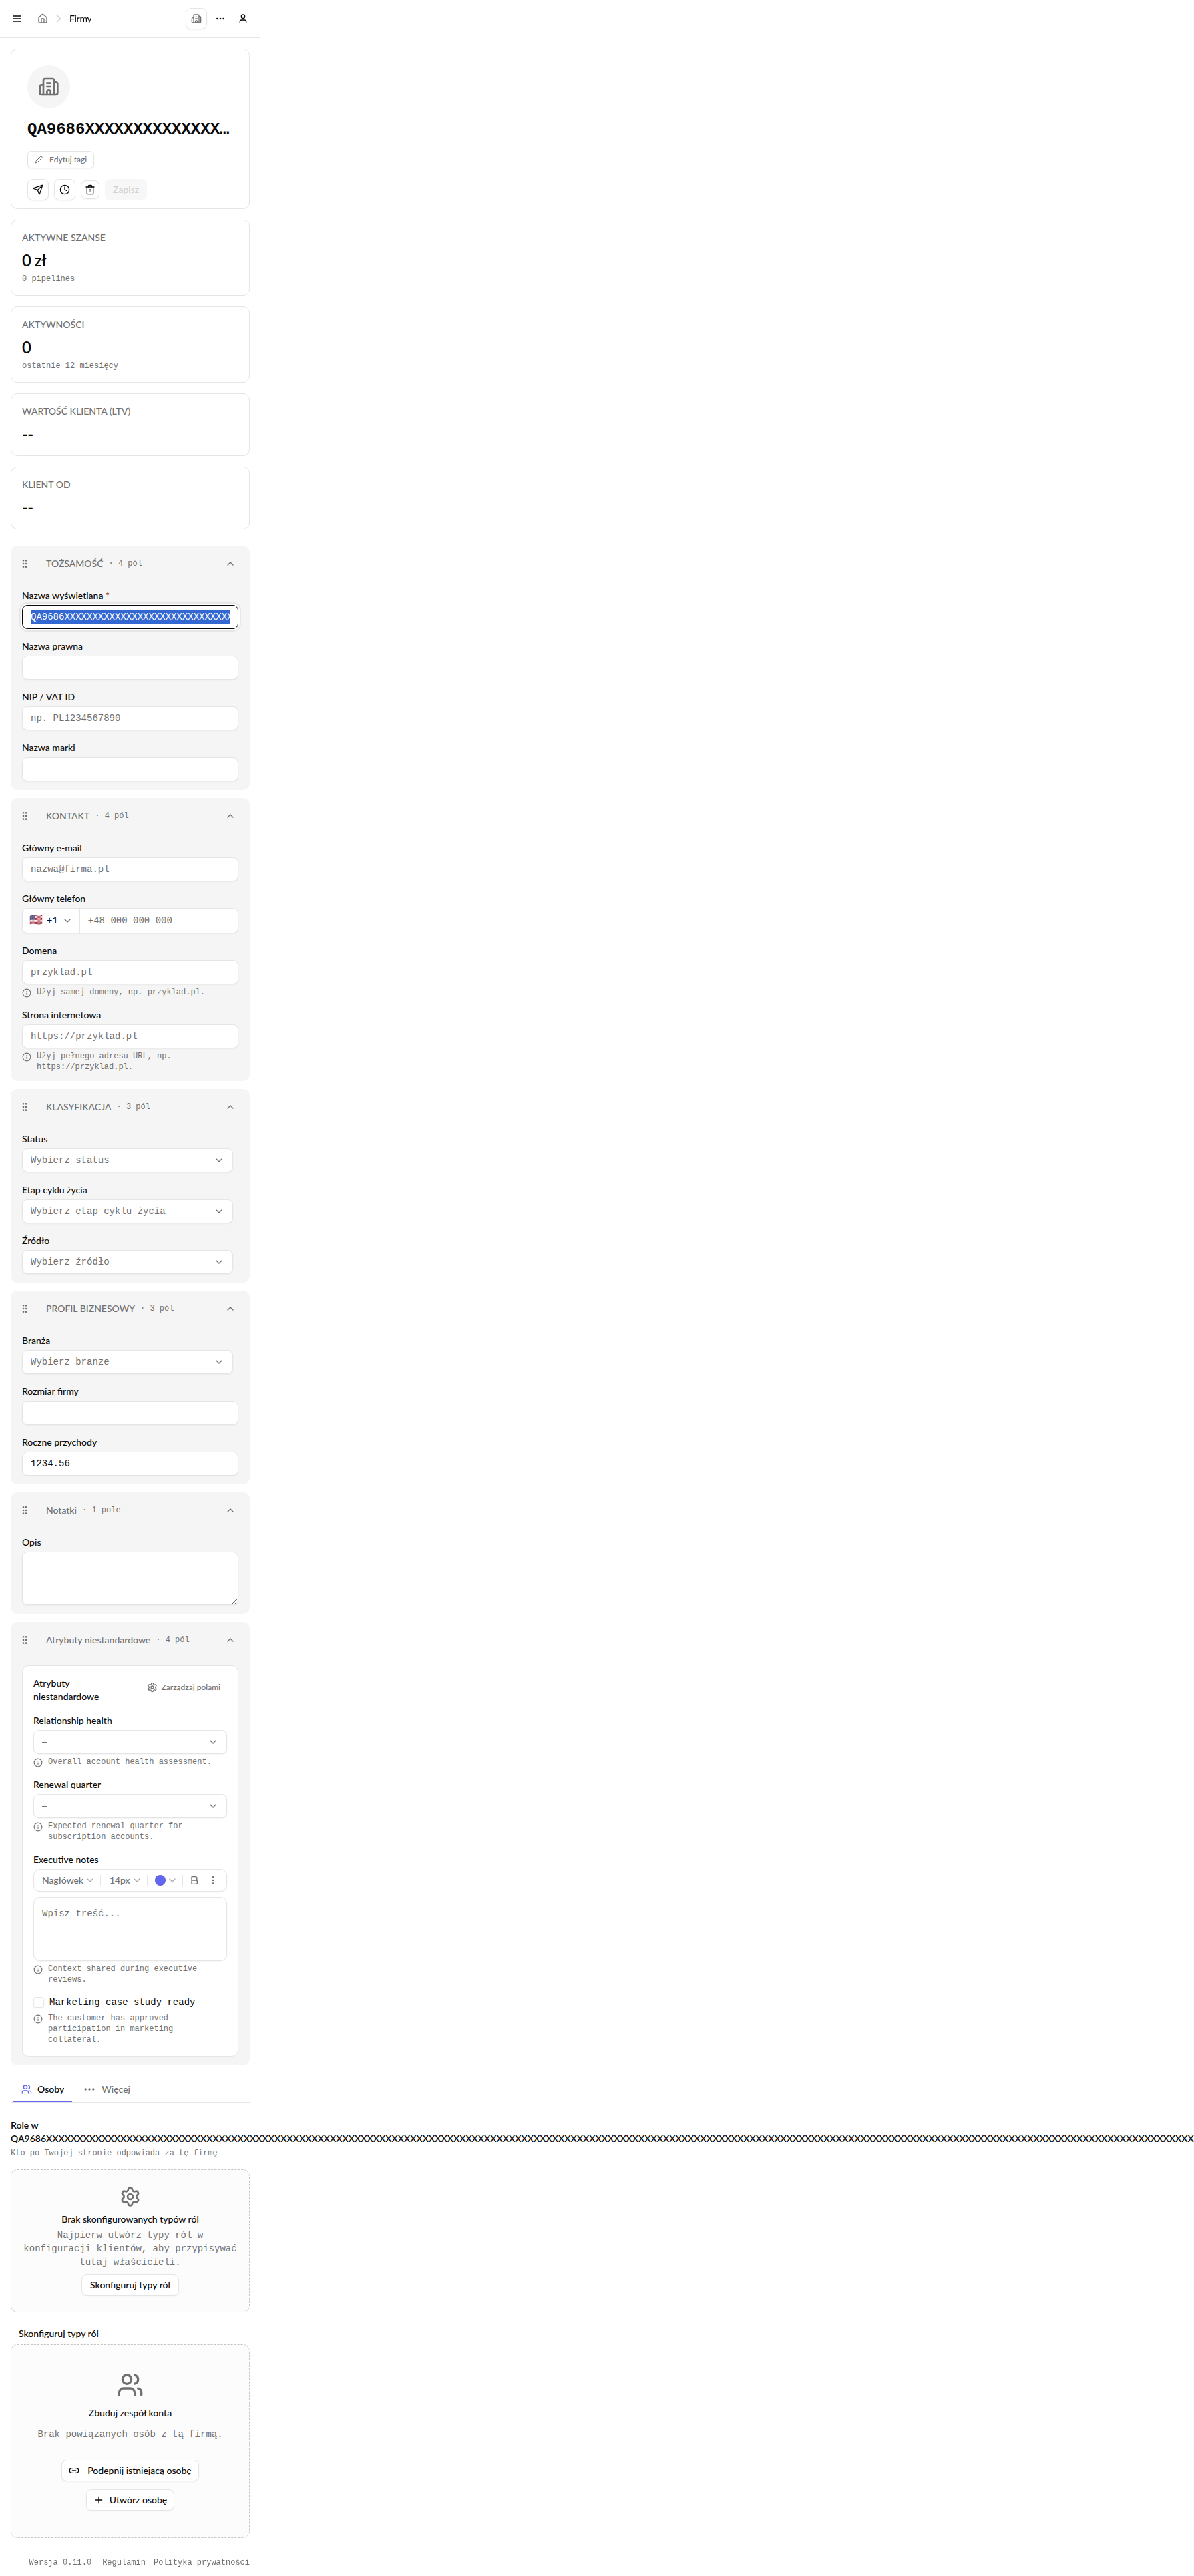 Firmy
QA9686XXXXXXXXXXXXXX...
Edytuj tagi
Zapisz
AKTYWNE SZANSE
0 zł
0 pipelines
AKTYWNOŚCI
0
ostatnie 12 miesięcy
WARTOŚĆ KLIENTA (LTV)
--
KLIENT OD
--
TOŻSAMOŚĆ · 4 pól
Nazwa wyświetlana *
Nazwa prawna
NIP / VAT ID
np. PL1234567890
Nazwa marki
KONTAKT · 4 pól
Główny e-mail
nazwa@firma.pl
Główny telefon
+1 +48 000 000 000
Domena
przyklad.pl
Użyj samej domeny, np. przyklad.pl.
Strona internetowa
https://przyklad.pl
Użyj pełnego adresu URL, np.
https://przyklad.pl.
KLASYFIKACJA · 3 pól
Status
Wybierz status
Etap cyklu życia
Wybierz etap cyklu życia
Źródło
Wybierz źródło
PROFIL BIZNESOWY · 3 pól
Branża
Wybierz branze
Rozmiar firmy
Roczne przychody
1234.56
Notatki · 1 pole
Opis
Atrybuty niestandardowe · 4 pól
Atrybuty
niestandardowe
Zarządzaj polami
Relationship health
—
Overall account health assessment.
Renewal quarter
—
Expected renewal quarter for
subscription accounts.
Executive notes
Nagłówek 14px B
Wpisz treść...
Context shared during executive
reviews.
Marketing case study ready
The customer has approved
participation in marketing
collateral.
Osoby Więcej
Role w
Kto po Twojej stronie odpowiada za tę firmę
Brak skonfigurowanych typów ról
Najpierw utwórz typy ról w
konfiguracji klientów, aby przypisywać
tutaj właścicieli.
Skonfiguruj typy ról
Skonfiguruj typy ról
Zbuduj zespół konta
Brak powiązanych osób z tą firmą.
Podepnij istniejącą osobę
Utwórz osobę
Wersja 0.11.0 Regulamin Polityka prywatności